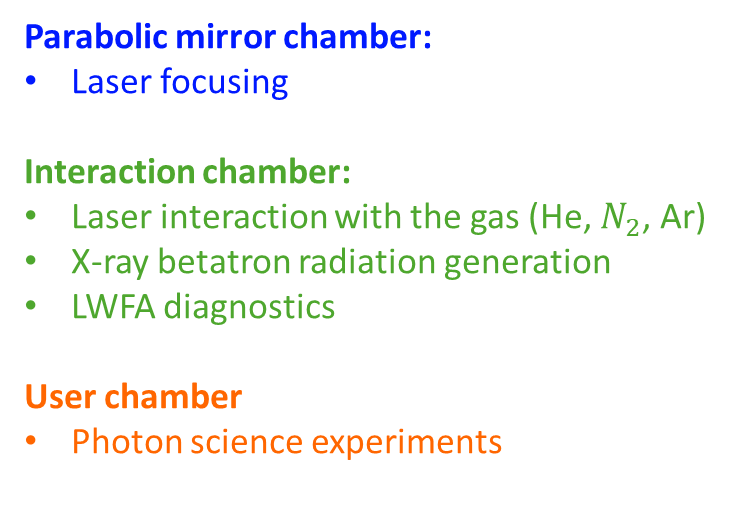 Parabolic mirror chamber:
• Laser focusing
Interaction chamber:
• Laser interaction with the gas (He, N₂, Ar)
• X-ray betatron radiation generation
• LWFA diagnostics
User chamber
• Photon science experiments